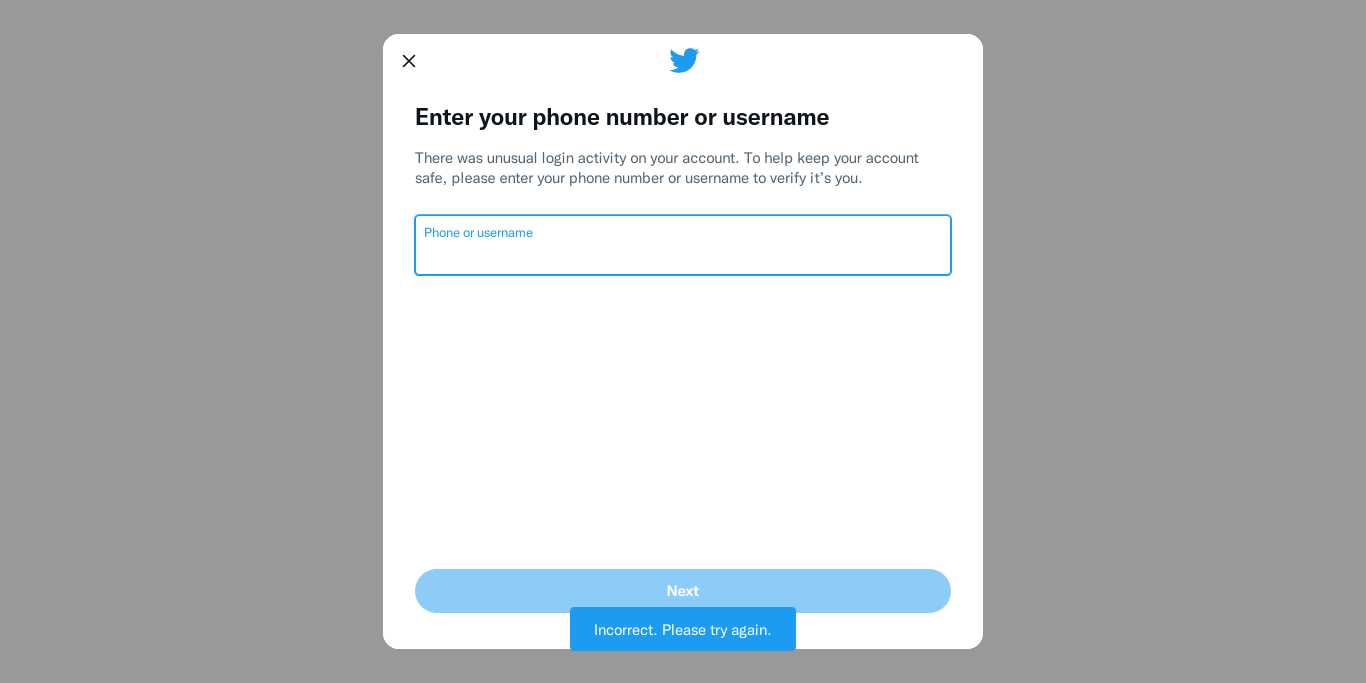 Enter your phone number or username
There was unusual login activity on your account. To help keep your account
safe, please enter your phone number or username to verify it’s you.
Phone or username
Next
Incorrect. Please try again.